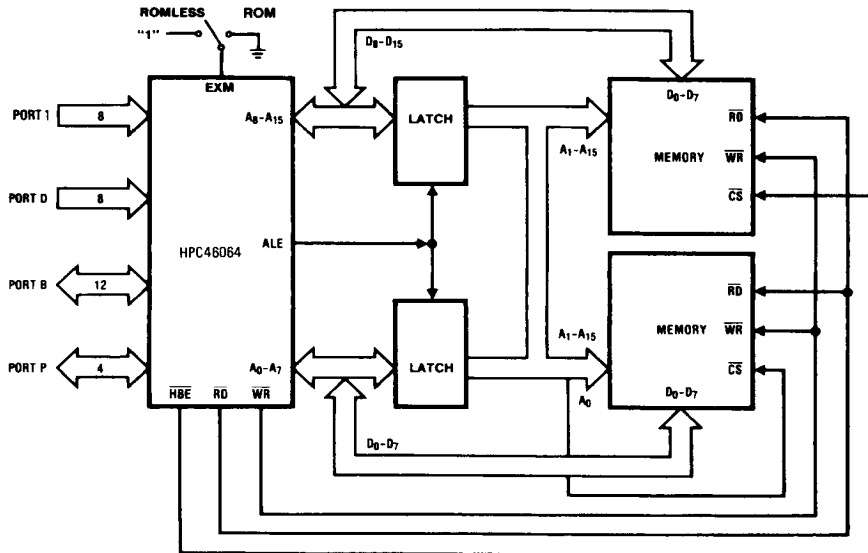 ROMLESS
ROM
"1"
EXM
D8–D15
PORT 1
8
A8–A15
LATCH
D0–D7
RD
A1–A15
MEMORY
WR
PORT D
8
CS
HPC46064
ALE
PORT B
12
RD
A1–A15
MEMORY
WR
PORT P
4
A0–A7
LATCH
CS
HBE
RD
WR
A0
D0–D7
D0–D7